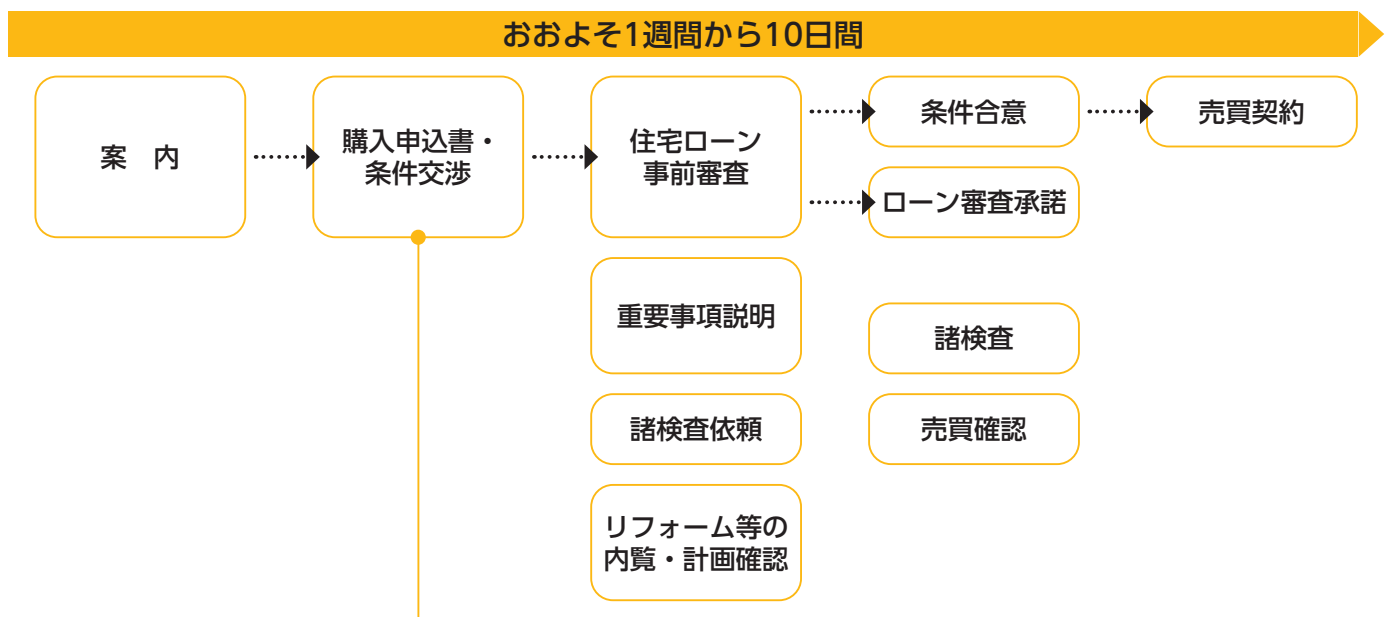 おおよそ1週間から10日間
案　内
購入申込書・
条件交渉
住宅ローン
事前審査
条件合意
売買契約
ローン審査承諾
重要事項説明
諸検査
諸検査依頼
売買確認
リフォーム等の
内覧・計画確認